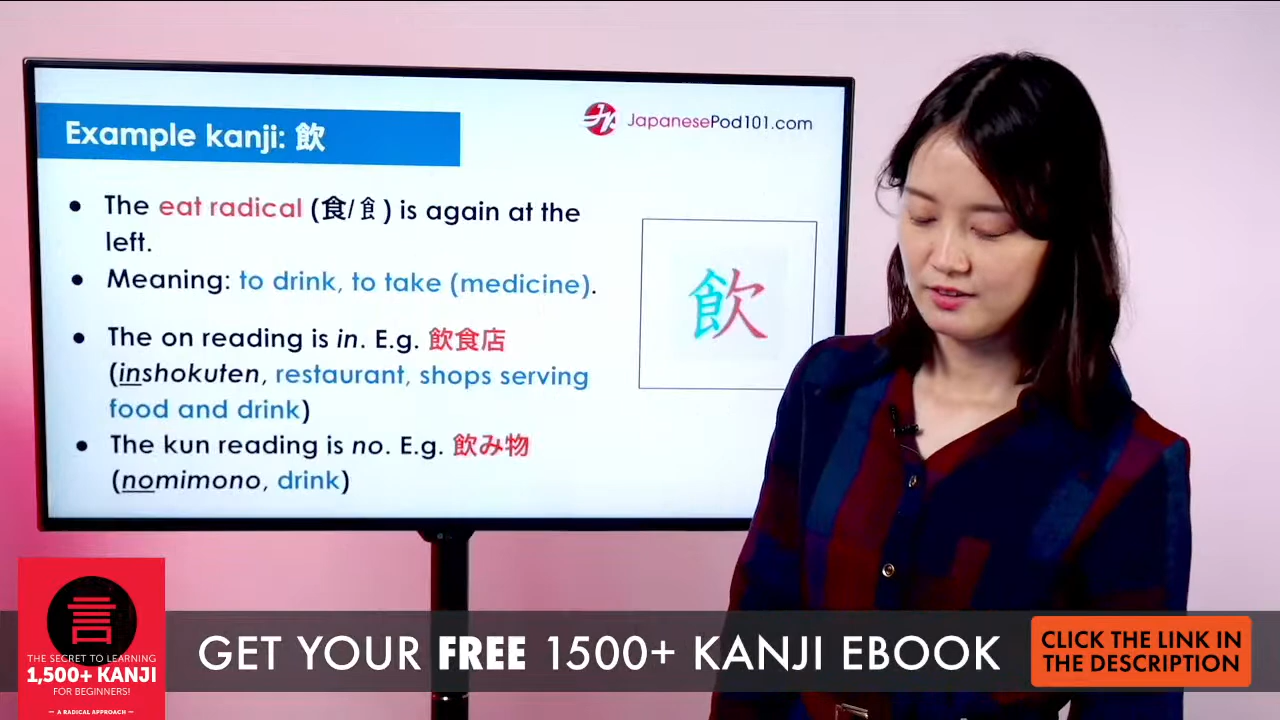 Example kanji: 飲
JapanesePod101.com
● The eat radical (食/飠) is again at the
left.
● Meaning: to drink, to take (medicine).
● The on reading is in. E.g. 飲食店
(inshokuten, restaurant, shops serving
food and drink)
● The kun reading is no. E.g. 飲み物
(nomimono, drink)
飲
言
THE SECRET TO LEARNING
1,500+ KANJI
FOR BEGINNERS!
— A RADICAL APPROACH —
GET YOUR FREE 1500+ KANJI EBOOK
CLICK THE LINK IN
THE DESCRIPTION